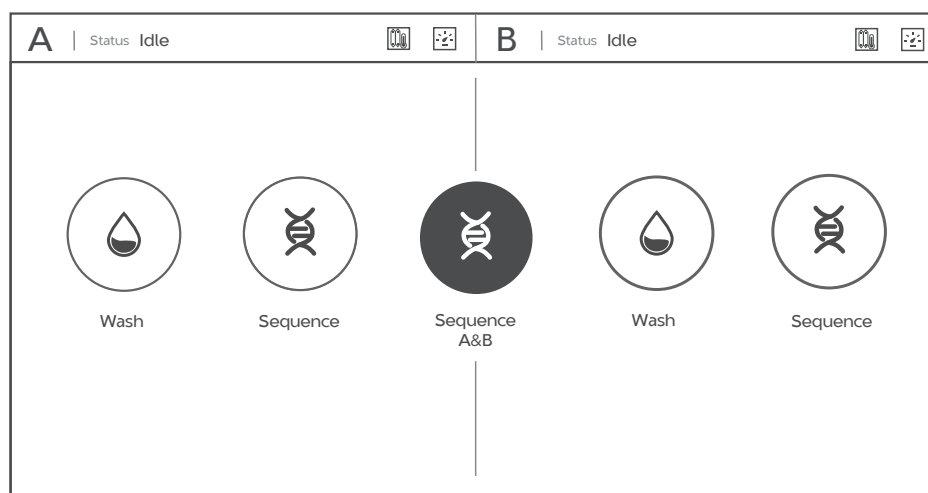 A | Status Idle
B | Status Idle
Wash
Sequence
Sequence
A&B
Wash
Sequence